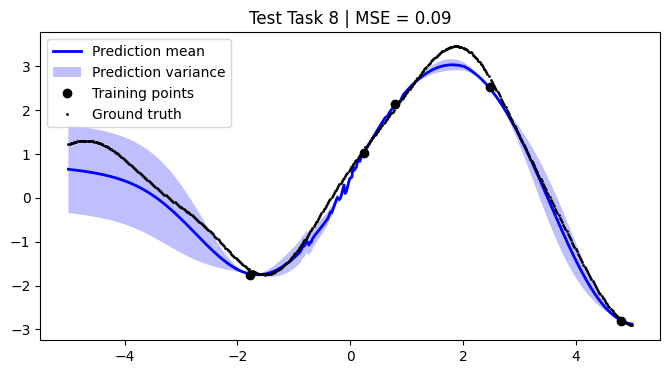 Test Task 8 | MSE = 0.09
Prediction mean
Prediction variance
Training points
Ground truth
3
2
1
0
−1
−2
−3
−4
−2
0
2
4